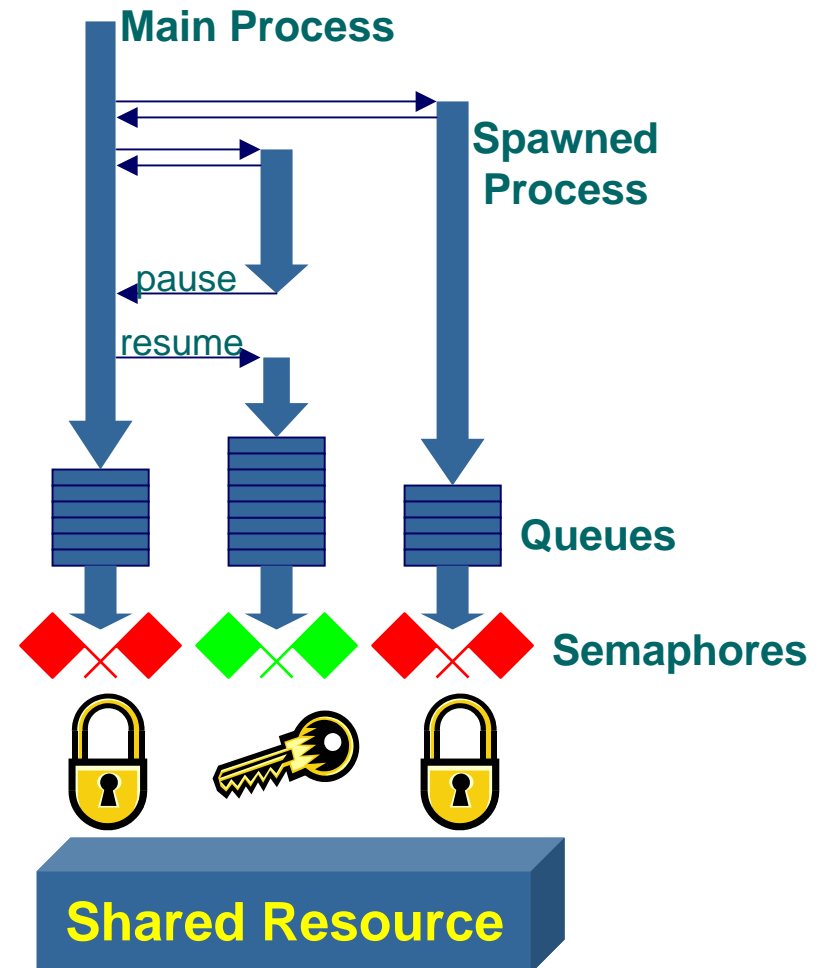 Main Process
Spawned
Process
pause
resume
Queues
Semaphores
Shared Resource